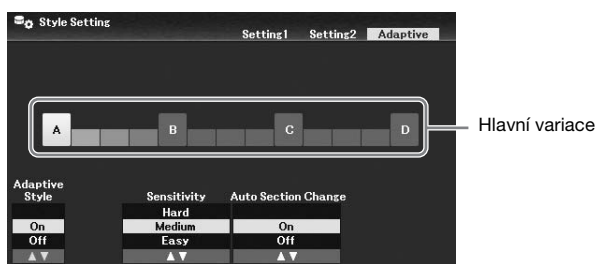 Style Setting
Setting1 Setting2 Adaptive
A B C D
Hlavní variace
Adaptive
Style Sensitivity Auto Section Change
Hard
On Medium On
Off Easy Off